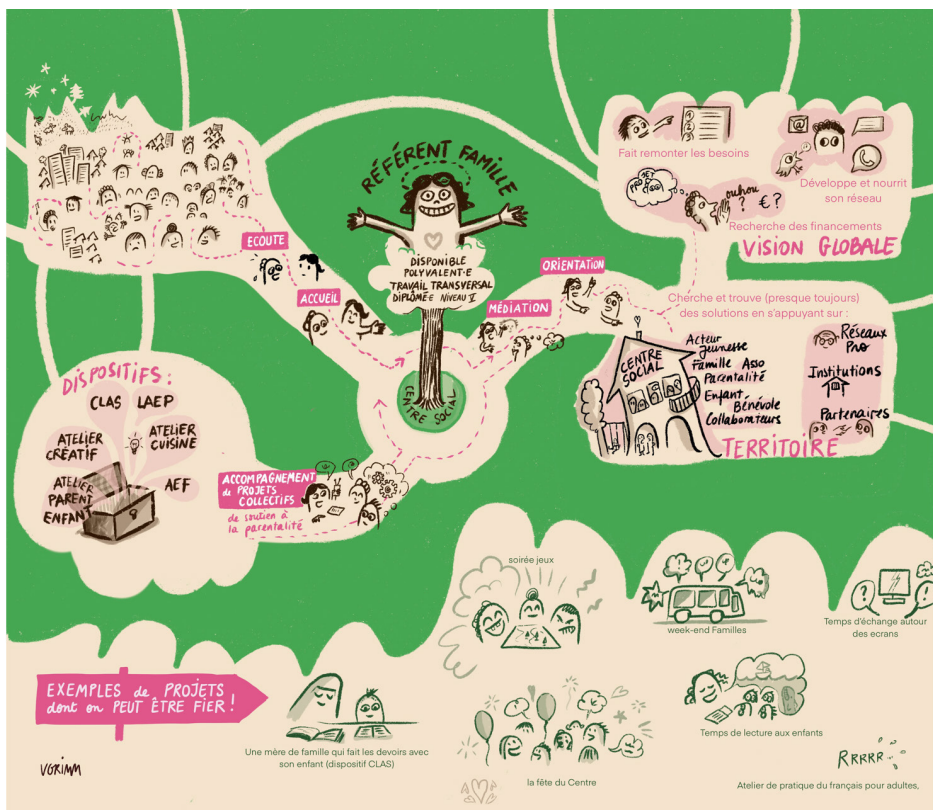 RÉFÉRENT FAMILLE
DISPONIBLE
POLYVALENT·E
TRAVAIL TRANSVERSAL
DIPLÔMÉ·E NIVEAU V
CENTRE SOCIAL
ECOUTE
ACCUEIL
MÉDIATION
ORIENTATION
Fait remonter les besoins
1
2
3
@
Développe et nourrit
son réseau
PROJET
ouhou
? € ?
Recherche des financements
VISION GLOBALE
Cherche et trouve (presque toujours)
des solutions en s'appuyant sur :
CENTRE
SOCIAL
Acteur
Jeunesse
Famille Asso
Parentalité
Enfant
Bénévole
Collaborateurs
Réseaux
Pro
Institutions
Partenaires
TERRITOIRE
DISPOSITIFS :
CLAS LAEP
ATELIER
CRÉATIF
ATELIER
CUISINE
ATELIER
PARENT
ENFANT
AEF
ACCOMPAGNEMENT
de PROJETS
COLLECTIFS
de soutien à
la parentalité
soirée jeux
week-end Familles
? !
Temps d'échange autour
des ecrans
EXEMPLES de PROJETS
dont on PEUT ÊTRE FIER !
Une mère de famille qui fait les devoirs avec
son enfant (dispositif CLAS)
la fête du Centre
Temps de lecture aux enfants
RRRRR
Atelier de pratique du français pour adultes,
VGRIMM